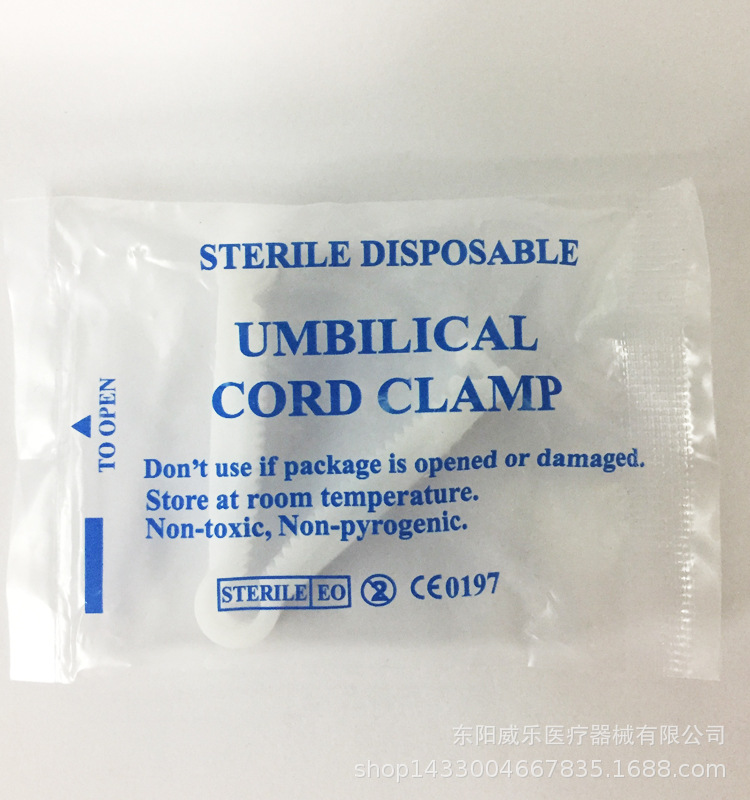 STERILE DISPOSABLE
UMBILICAL
CORD CLAMP
TO OPEN
Don't use if package is opened or damaged.
Store at room temperature.
Non-toxic, Non-pyrogenic.
STERILE EO 2 CE0197
东阳威乐医疗器械有限公司
shop1433004667835.1688.com